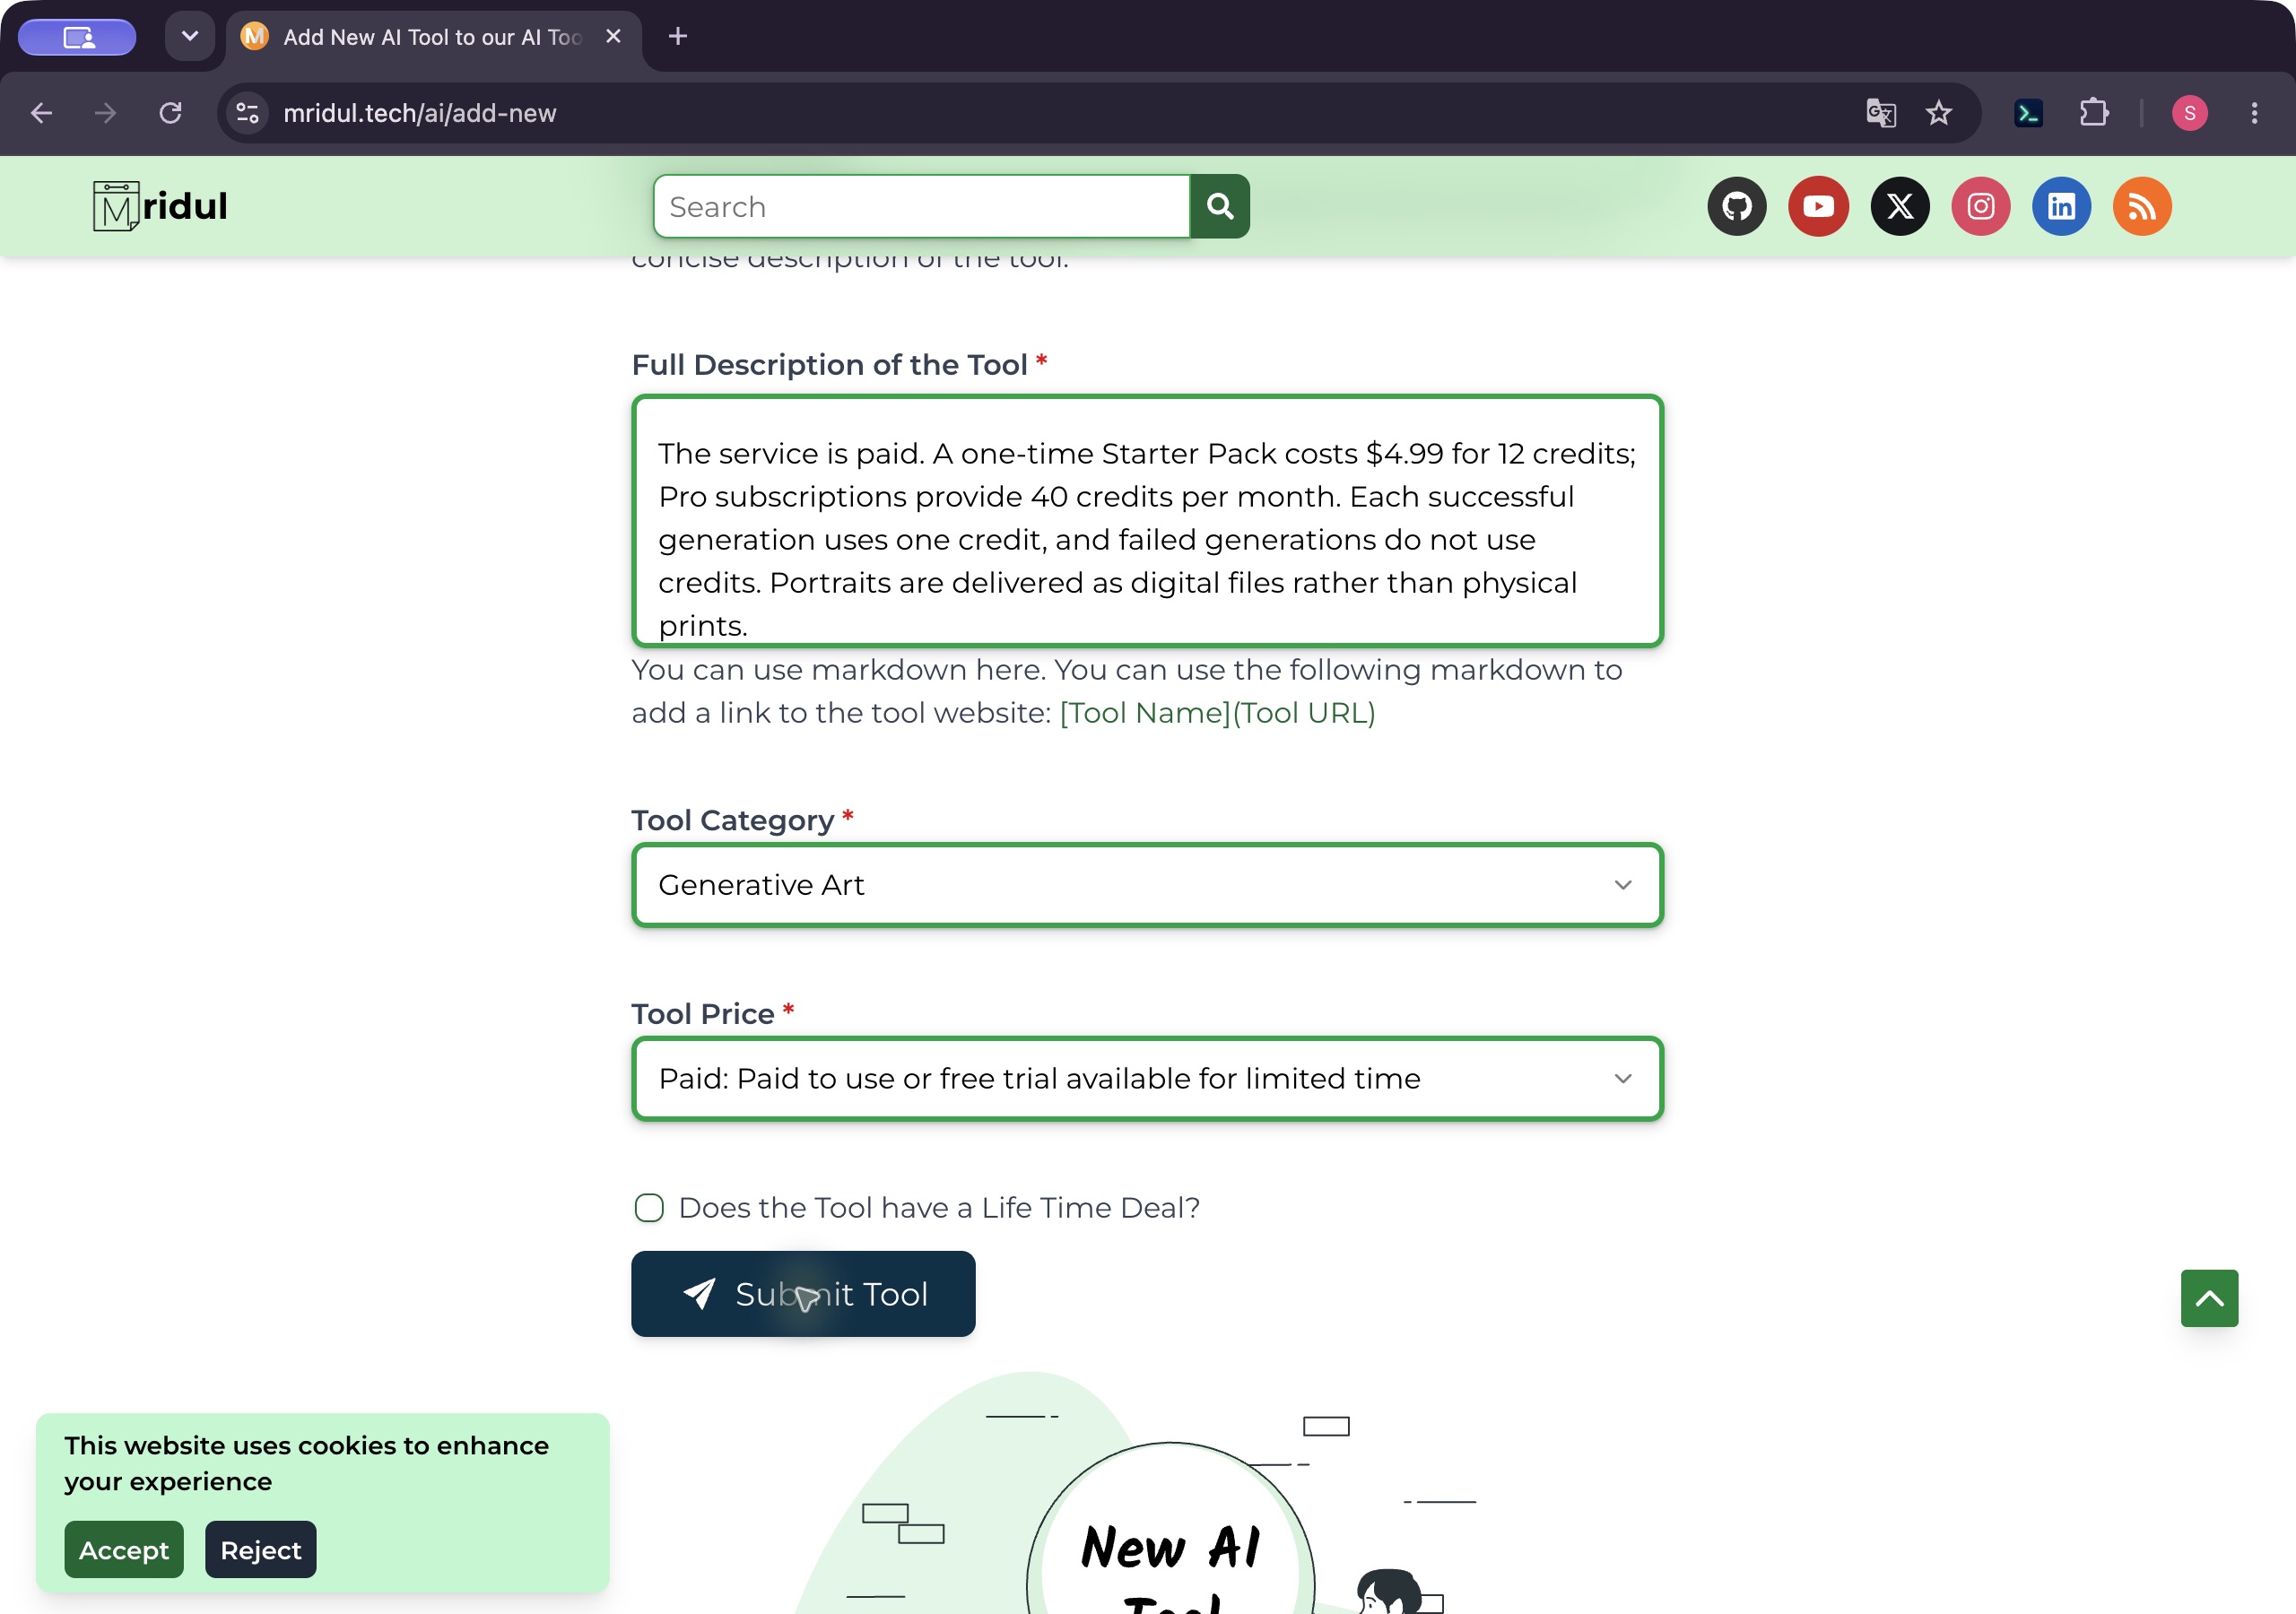 Add New AI Tool to our AI Too
mridul.tech/ai/add-new
S
Mridul
Search
concise description of the tool.
Full Description of the Tool *
The service is paid. A one-time Starter Pack costs $4.99 for 12 credits;
Pro subscriptions provide 40 credits per month. Each successful
generation uses one credit, and failed generations do not use
credits. Portraits are delivered as digital files rather than physical
prints.
You can use markdown here. You can use the following markdown to
add a link to the tool website: [Tool Name](Tool URL)
Tool Category *
Generative Art
Tool Price *
Paid: Paid to use or free trial available for limited time
Does the Tool have a Life Time Deal?
Submit Tool
This website uses cookies to enhance
your experience
Accept
Reject
New AI
Tool